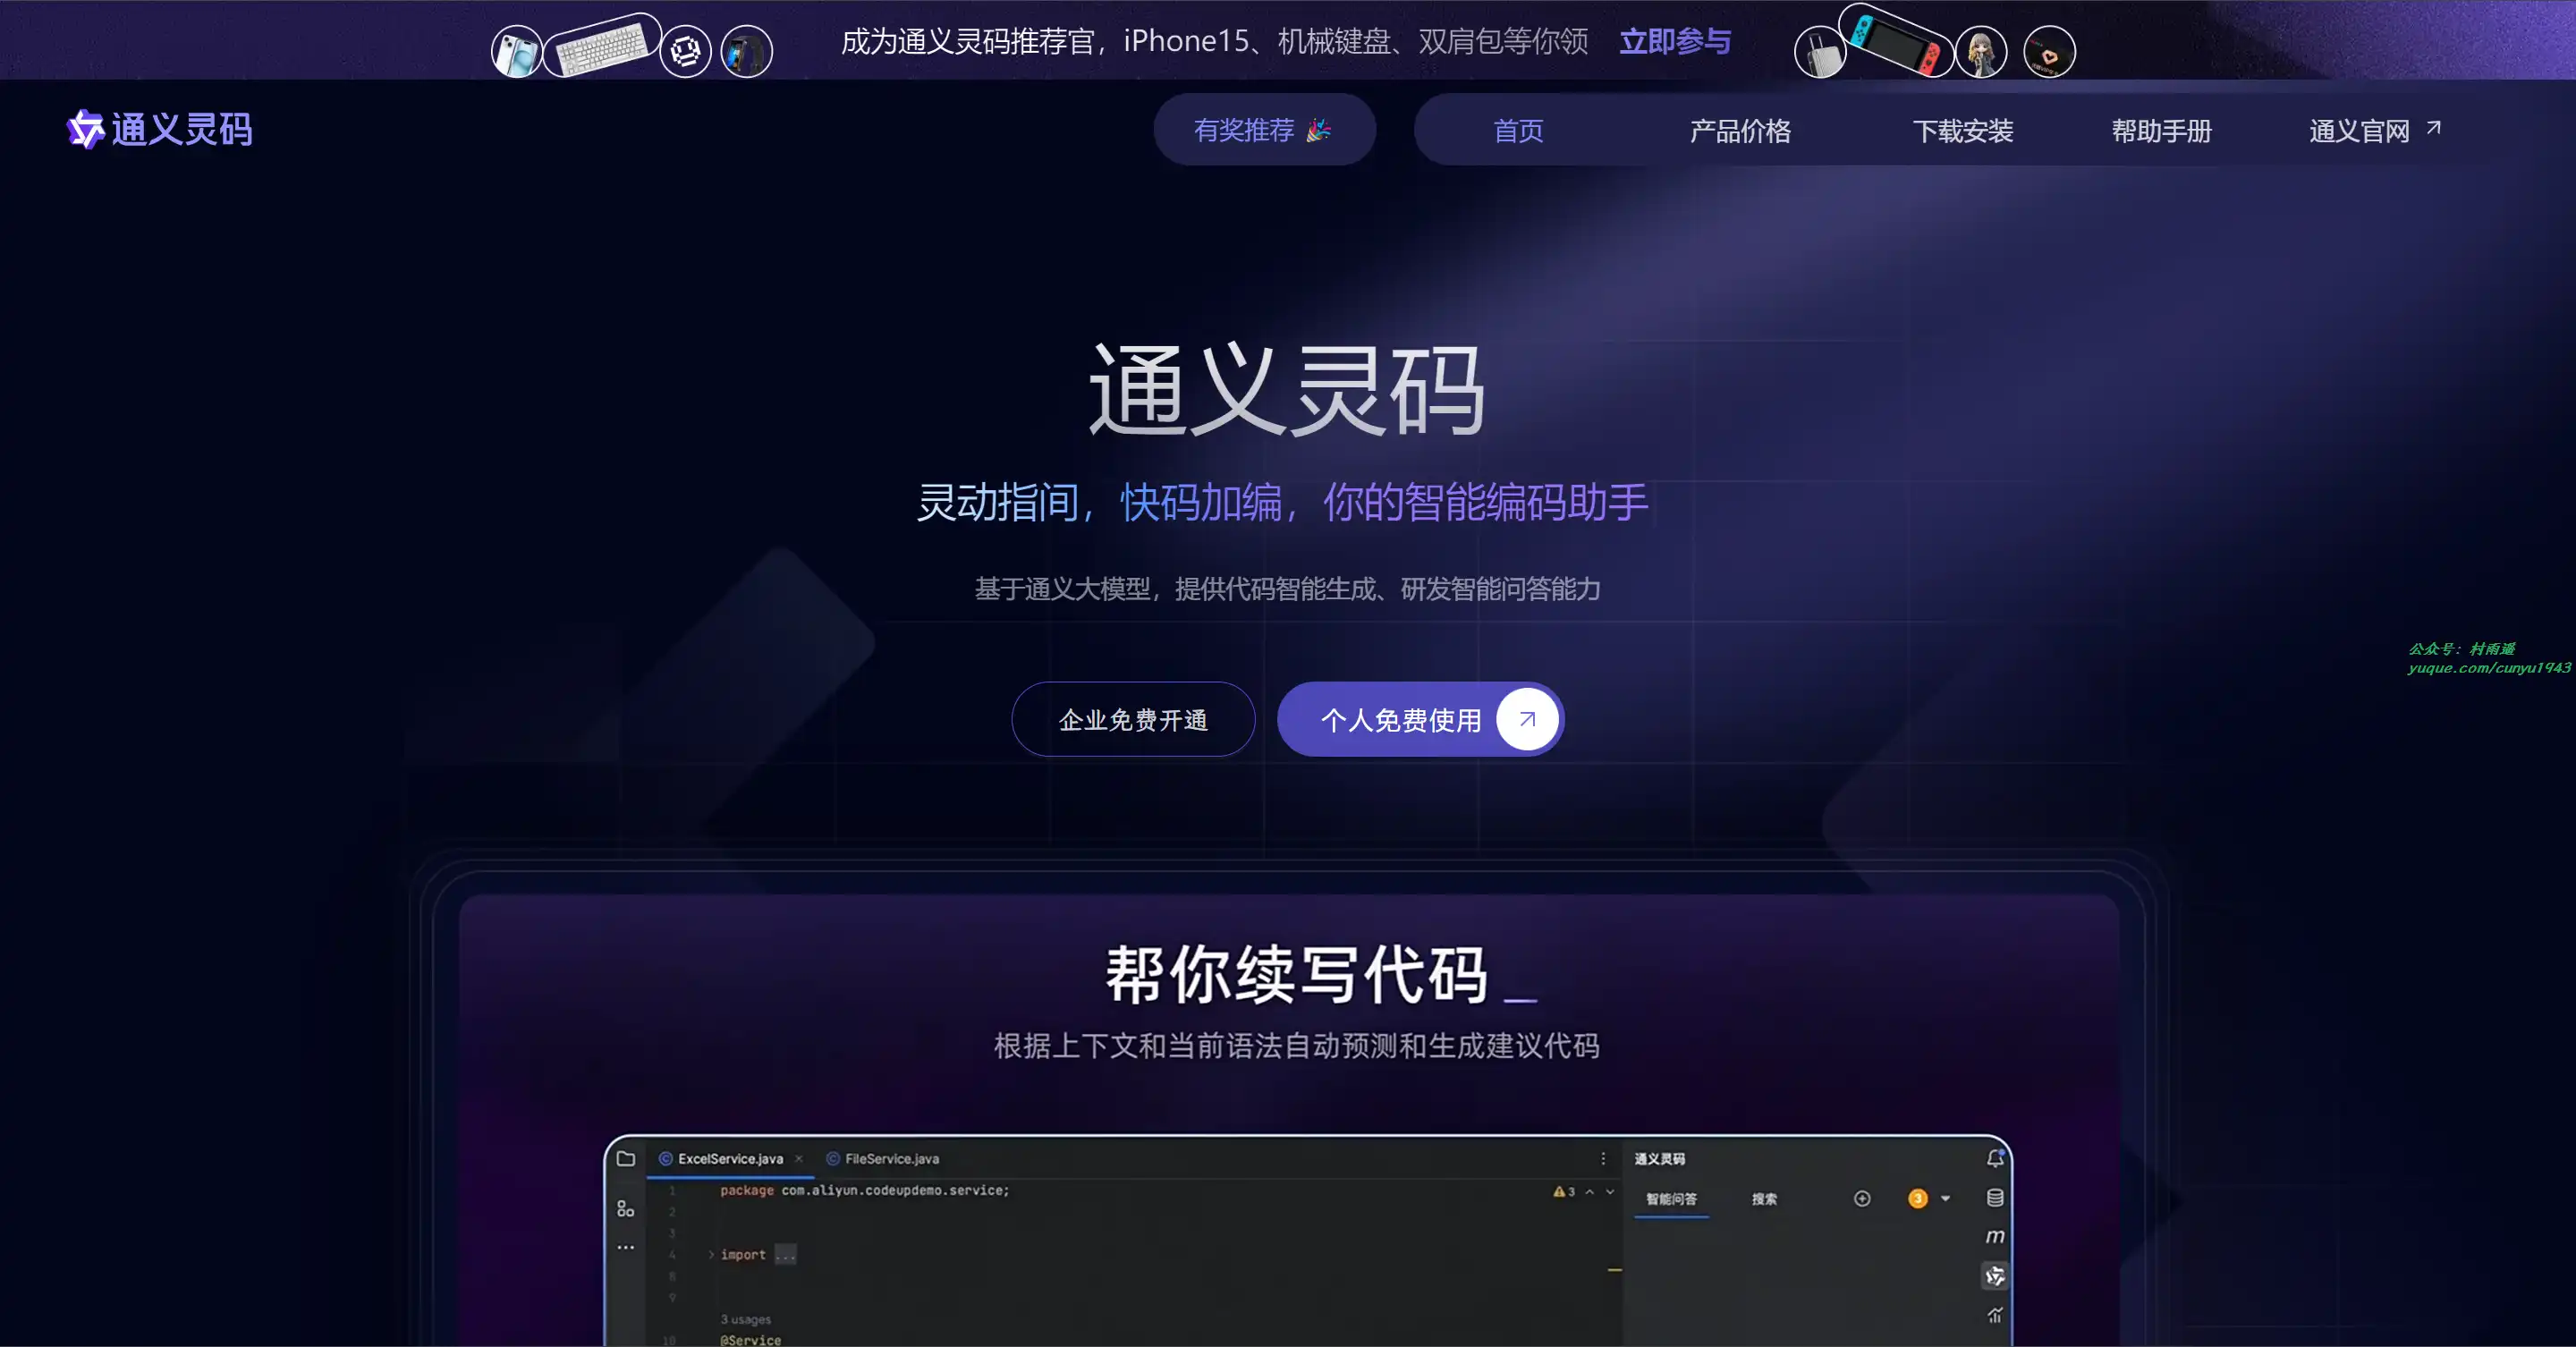 成为通义灵码推荐官，iPhone15、机械键盘、双肩包等你领 立即参与
通义灵码
有奖推荐
首页
产品价格
下载安装
帮助手册
通义官网
通义灵码
灵动指间，快码加编，你的智能编码助手
基于通义大模型，提供代码智能生成、研发智能问答能力
公众号：村雨遥
yuque.com/cunyu1943
企业免费开通
个人免费使用
帮你续写代码_
根据上下文和当前语法自动预测和生成建议代码
ExcelService.java
FileService.java
通义灵码
1 package com.aliyun.codeupdemo.service;
3
智能问答
搜索
3
2
3
4 import ...
8
9
3 usages
10 @Service